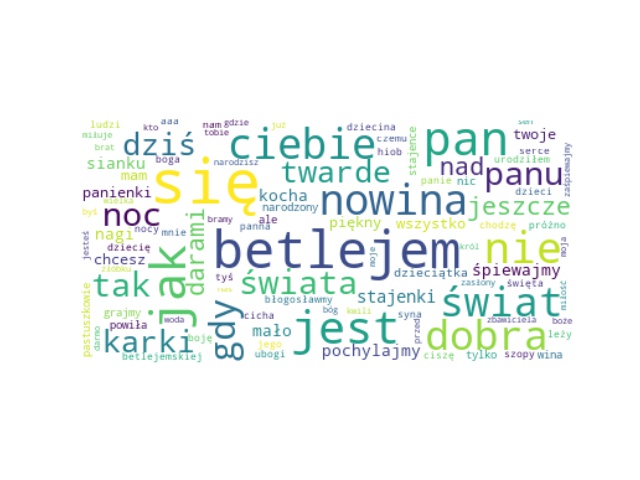 ludzi kto aaa mam gdzie już dziecina sen
miłuje tobie twoje
brat dziś ciebie czemu stajence pan
sianku boga narodzisz twarde hiob nad urodziłem serce zaśpiewajmy
mam się panie nic panu
panienki kocha nowina dzieci
wielka narodzony jeszcze
byś noc bramy ale piękny wszystko chodzę próżno
nagi nocy mnie darami panna
jesteś dziecię jak betlejem moje król nie moja
chcesz
żłobku tyś dzieciątka śpiewajmy
tak świata zasłony święta
rws błogosławmy stajenki świat miłość
pastuszkowie grajmy gdy cicha bóg kwili syna zbawiciela boże
powiła woda mało jest przed dobra leży
darmo karki boję jego
betlejemskiej ubogi pochylajmy ciszę tylko szopy wina